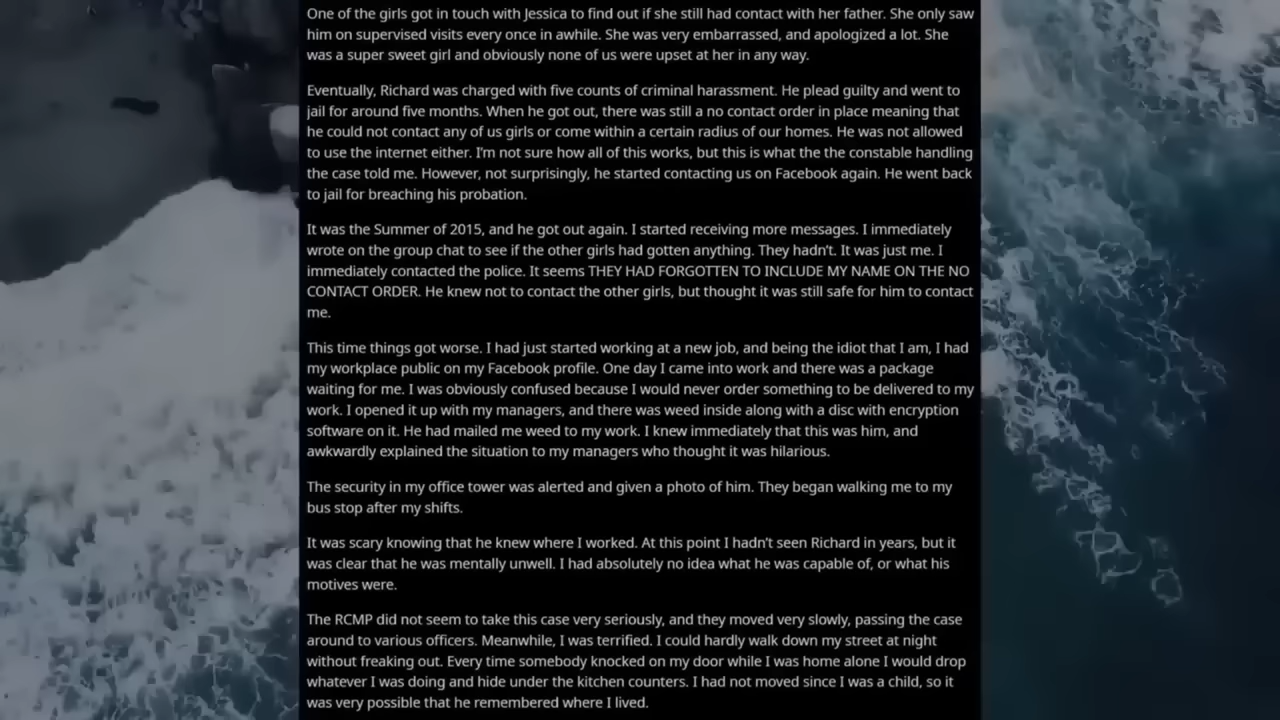 One of the girls got in touch with Jessica to find out if she still had contact with her father. She only saw
him on supervised visits every once in awhile. She was very embarrassed, and apologized a lot. She
was a super sweet girl and obviously none of us were upset at her in any way.
Eventually, Richard was charged with five counts of criminal harassment. He plead guilty and went to
jail for around five months. When he got out, there was still a no contact order in place meaning that
he could not contact any of us girls or come within a certain radius of our homes. He was not allowed
to use the internet either. I'm not sure how all of this works, but this is what the the constable handling
the case told me. However, not surprisingly, he started contacting us on Facebook again. He went back
to jail for breaching his probation.
It was the Summer of 2015, and he got out again. I started receiving more messages. I immediately
wrote on the group chat to see if the other girls had gotten anything. They hadn't. It was just me. I
immediately contacted the police. It seems THEY HAD FORGOTTEN TO INCLUDE MY NAME ON THE NO
CONTACT ORDER. He knew not to contact the other girls, but thought it was still safe for him to contact
me.
This time things got worse. I had just started working at a new job, and being the idiot that I am, I had
my workplace public on my Facebook profile. One day I came into work and there was a package
waiting for me. I was obviously confused because I would never order something to be delivered to my
work. I opened it up with my managers, and there was weed inside along with a disc with encryption
software on it. He had mailed me weed to my work. I knew immediately that this was him, and
awkwardly explained the situation to my managers who thought it was hilarious.
The security in my office tower was alerted and given a photo of him. They began walking me to my
bus stop after my shifts.
It was scary knowing that he knew where I worked. At this point I hadn't seen Richard in years, but it
was clear that he was mentally unwell. I had absolutely no idea what he was capable of, or what his
motives were.
The RCMP did not seem to take this case very seriously, and they moved very slowly, passing the case
around to various officers. Meanwhile, I was terrified. I could hardly walk down my street at night
without freaking out. Every time somebody knocked on my door while I was home alone I would drop
whatever I was doing and hide under the kitchen counters. I had not moved since I was a child, so it
was very possible that he remembered where I lived.